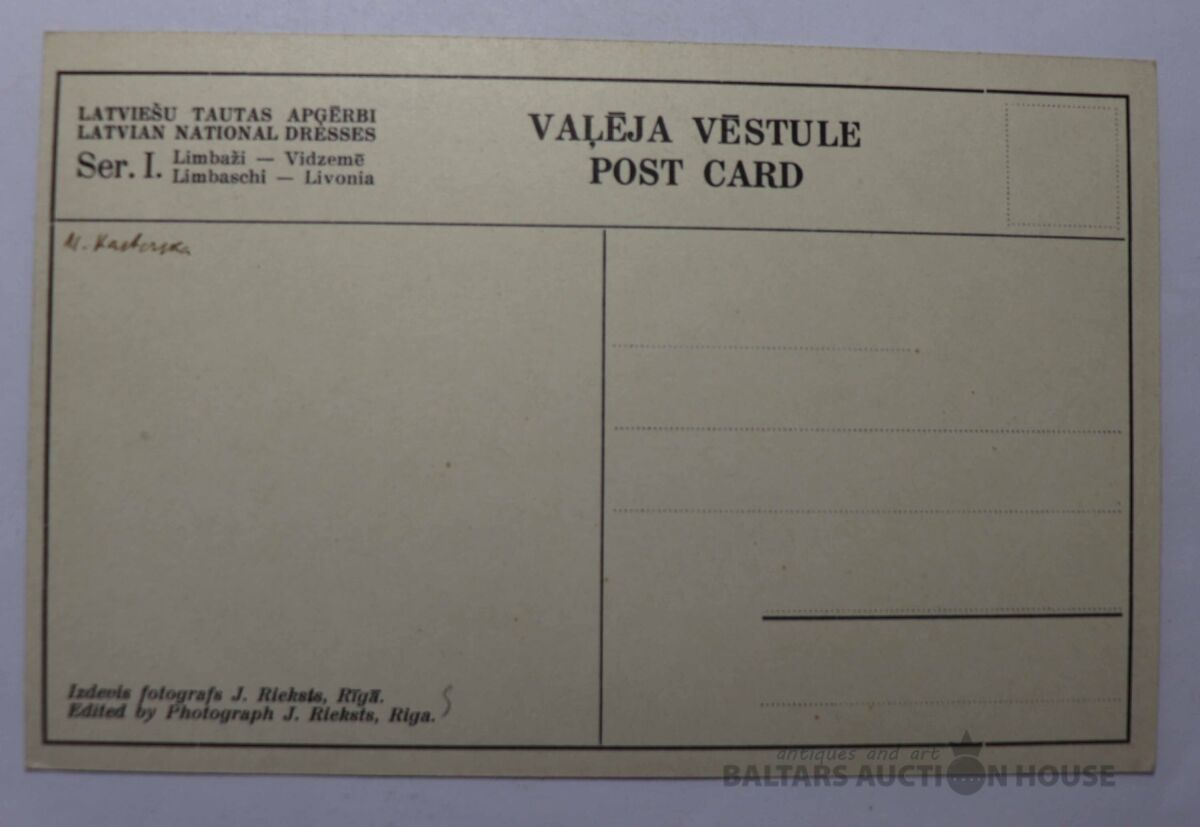 LATVIEŠU TAUTAS APĢĒRBI
LATVIAN NATIONAL DRESSES
Ser. I. Limbaži — Vidzemē
Limbaschi — Livonia
VAĻĒJA VĒSTULE
POST CARD
M.
Izdevis fotografs J. Rieksts, Rīgā.
Edited by Photograph J. Rieksts, Riga.
antiques and art
BALTARS AUCTION HOUSE